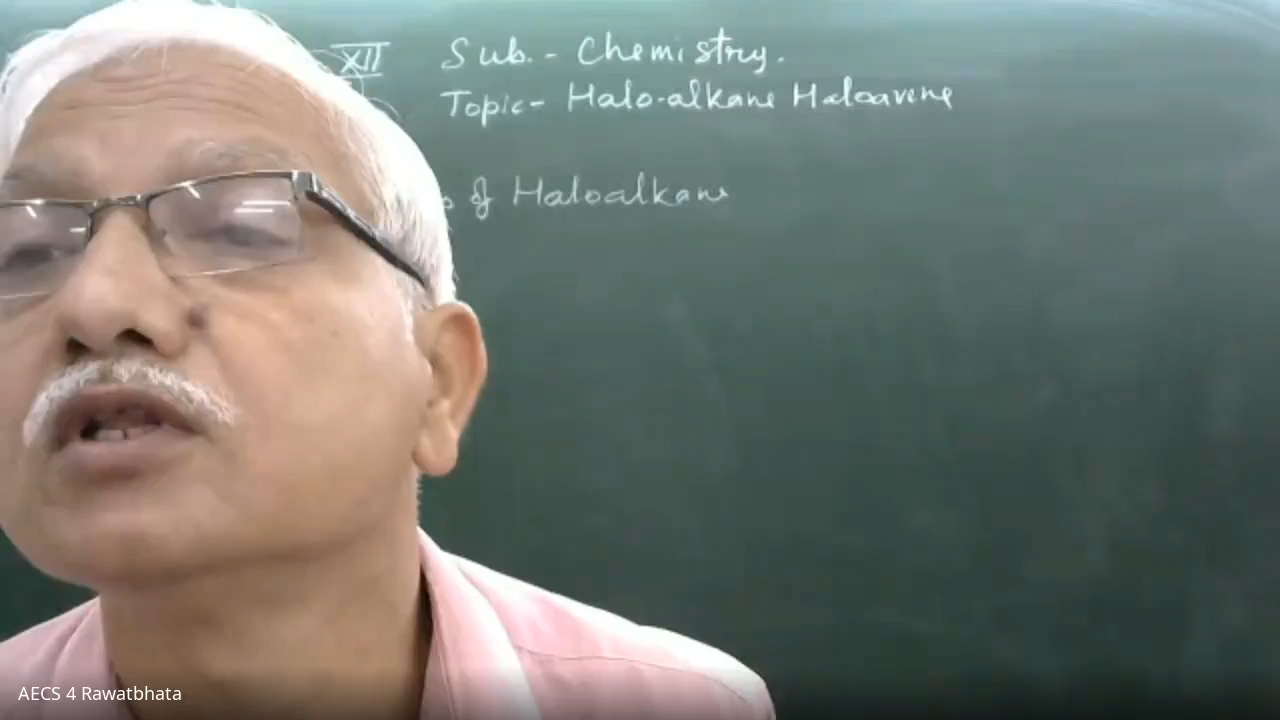 XII Sub. - Chemistry.
Topic - Halo-alkane Haloarene
of Haloalkane
AECS 4 Rawatbhata